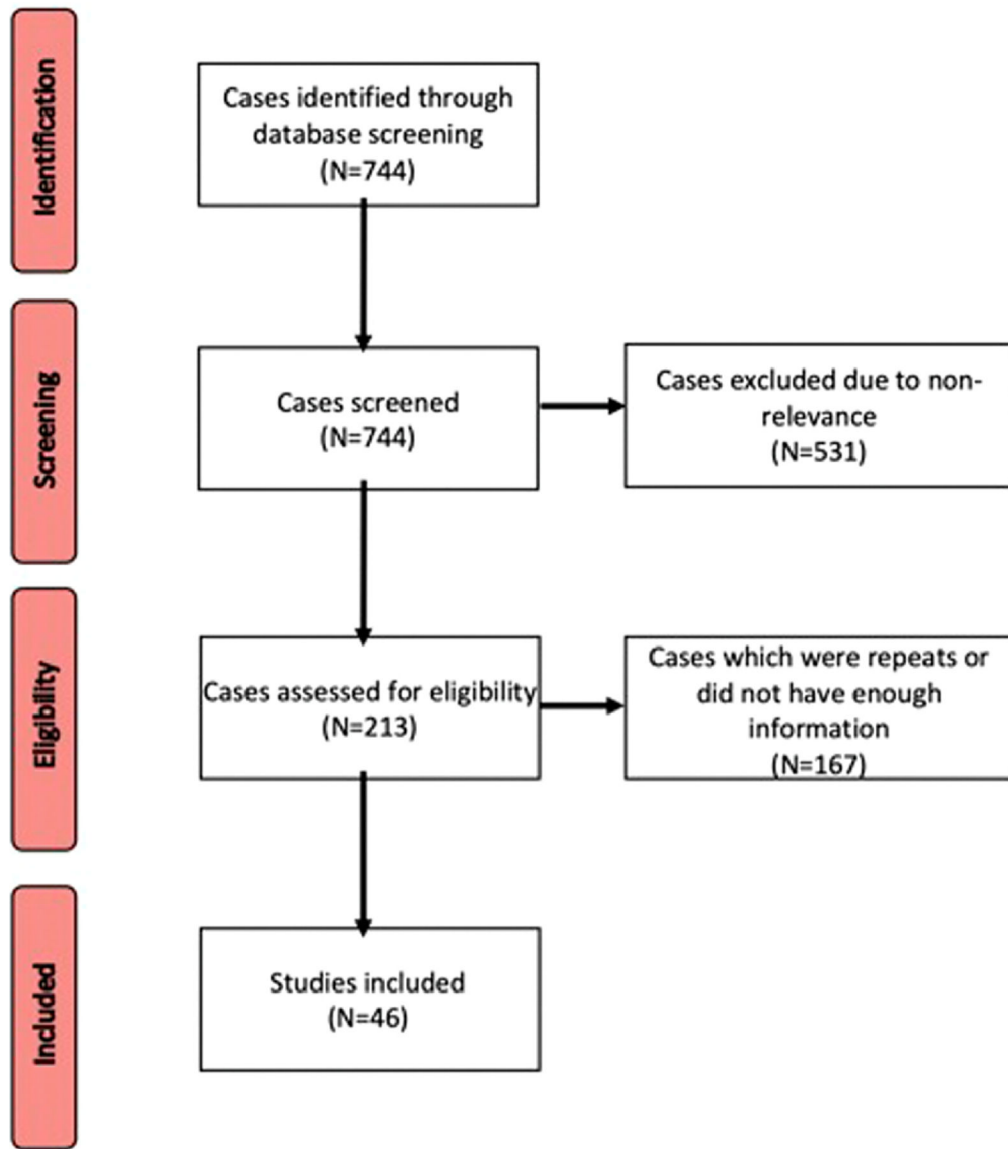 Identification
Cases identified through
database screening
(N=744)
Screening
Cases screened
(N=744)
Cases excluded due to non-
relevance
(N=531)
Eligibility
Cases assessed for eligibility
(N=213)
Cases which were repeats or
did not have enough
information
(N=167)
Included
Studies included
(N=46)